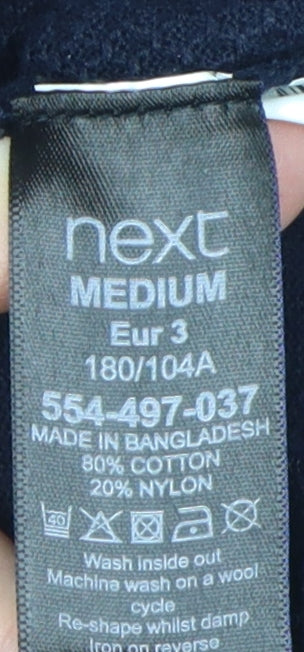 next
MEDIUM
Eur 3
180/104A
554-497-037
MADE IN BANGLADESH
80% COTTON
20% NYLON
40
Wash inside out
Machine wash on a wool
cycle
Re-shape whilst damp
Iron on reverse